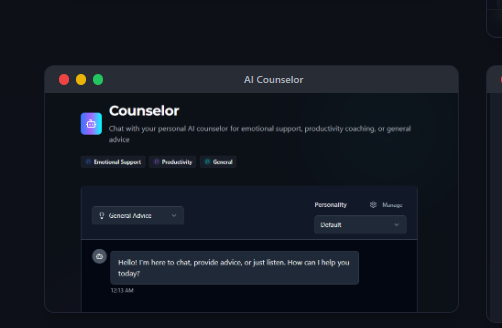 AI Counselor
Counselor
Chat with your personal AI counselor for emotional support, productivity coaching, or general
advice
Emotional Support
Productivity
General
Personality
Manage
General Advice
Default
Hello! I'm here to chat, provide advice, or just listen. How can I help you
today?
12:13 AM